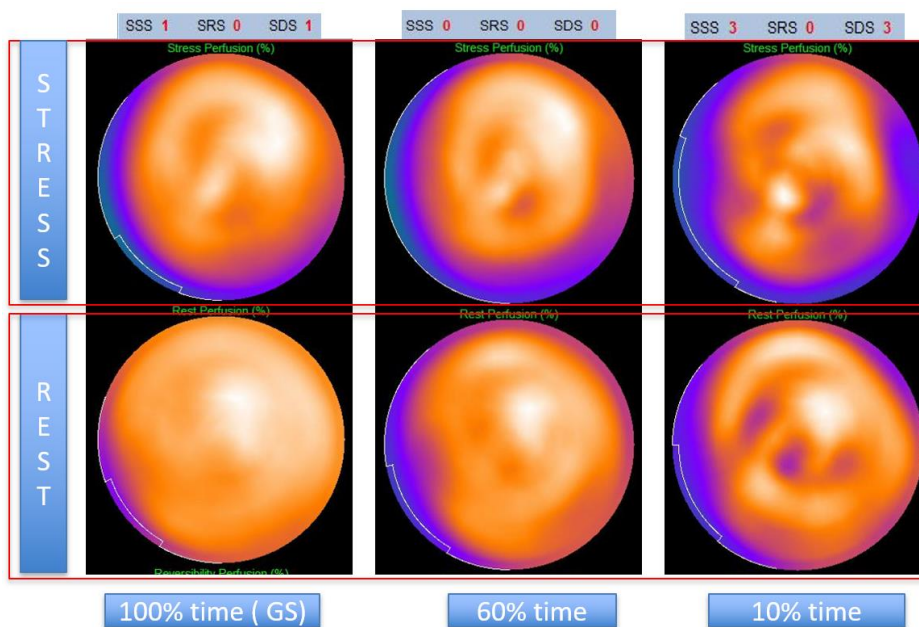 SSS 1 SRS 0 SDS 1
SSS 0 SRS 0 SDS 0
SSS 3 SRS 0 SDS 3
STRESS
Stress Perfusion (%)
Stress Perfusion (%)
Stress Perfusion (%)
REST
Rest Perfusion (%)
Rest Perfusion (%)
Rest Perfusion (%)
Reversibility Perfusion (%)
100% time ( GS)
60% time
10% time